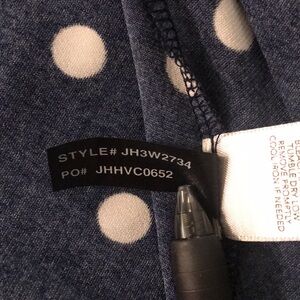 STYLE# JH3W2734
PO# JHHVC0652
TUMBLE DRY LOW
REMOVE PROMPTLY
COOL IRON IF NEEDED